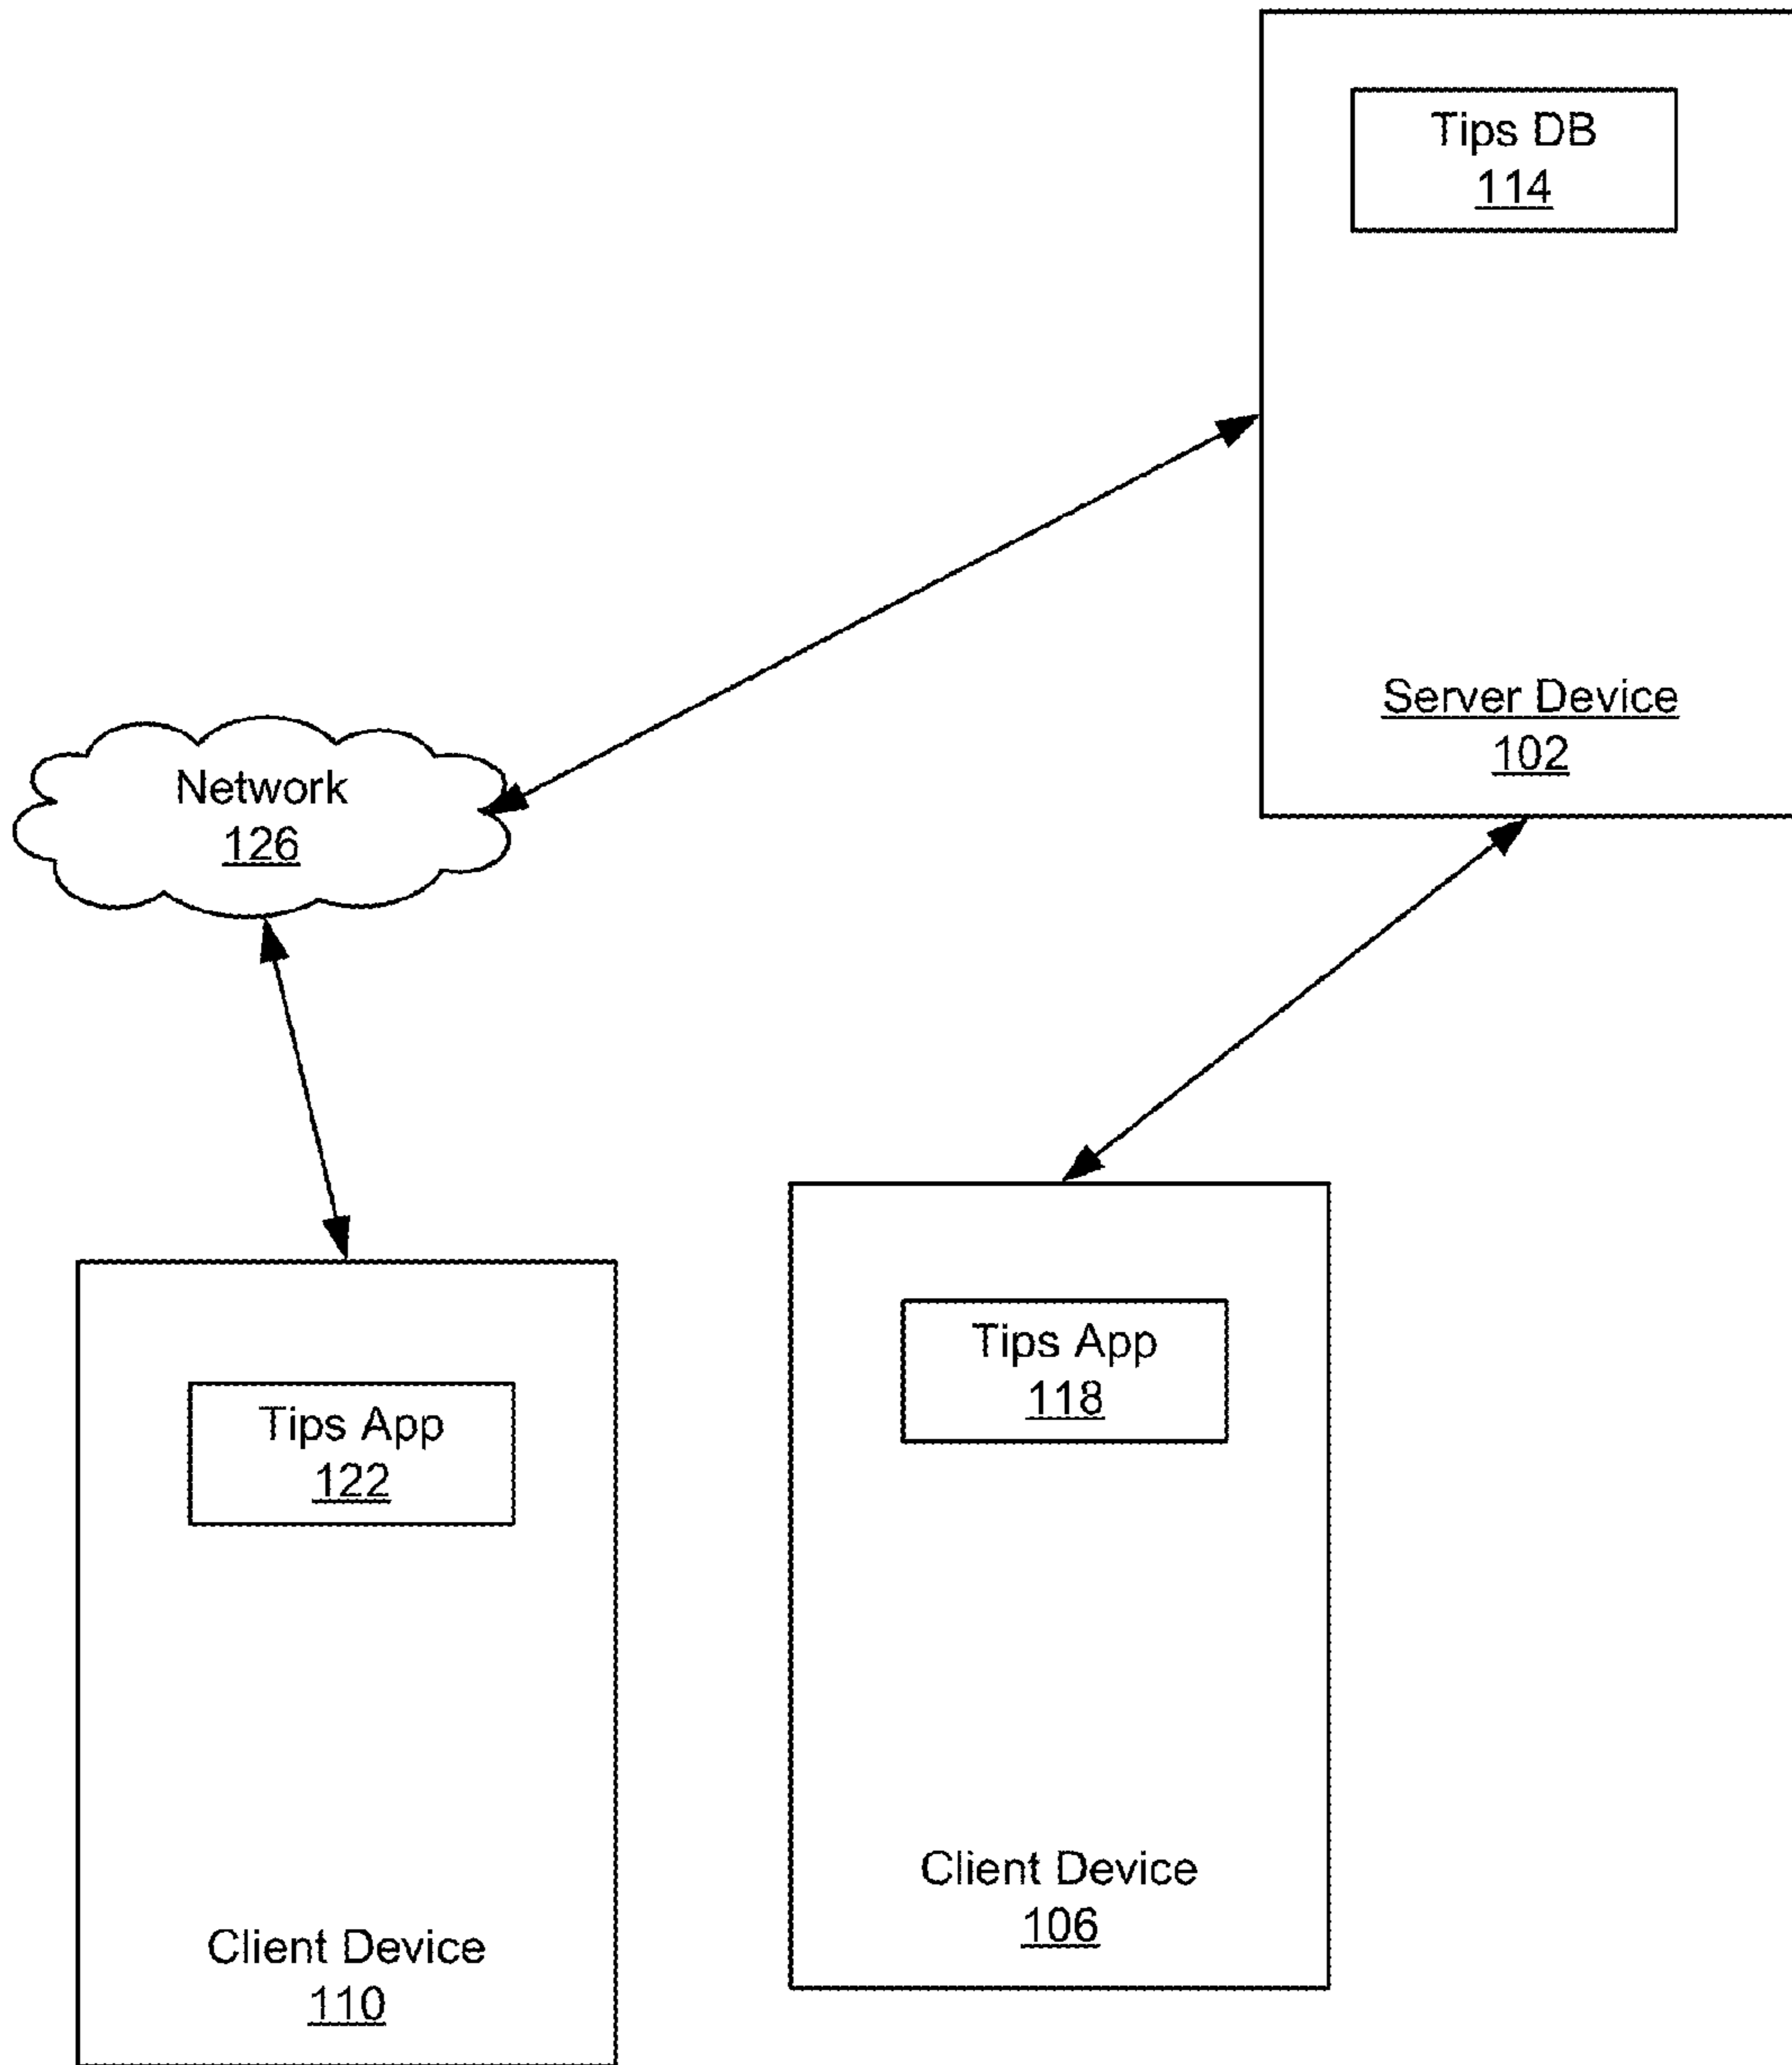 Tips DB
114
Server Device
102
Network
126
Tips App
118
Tips App
122
Client Device
106
Client Device
110